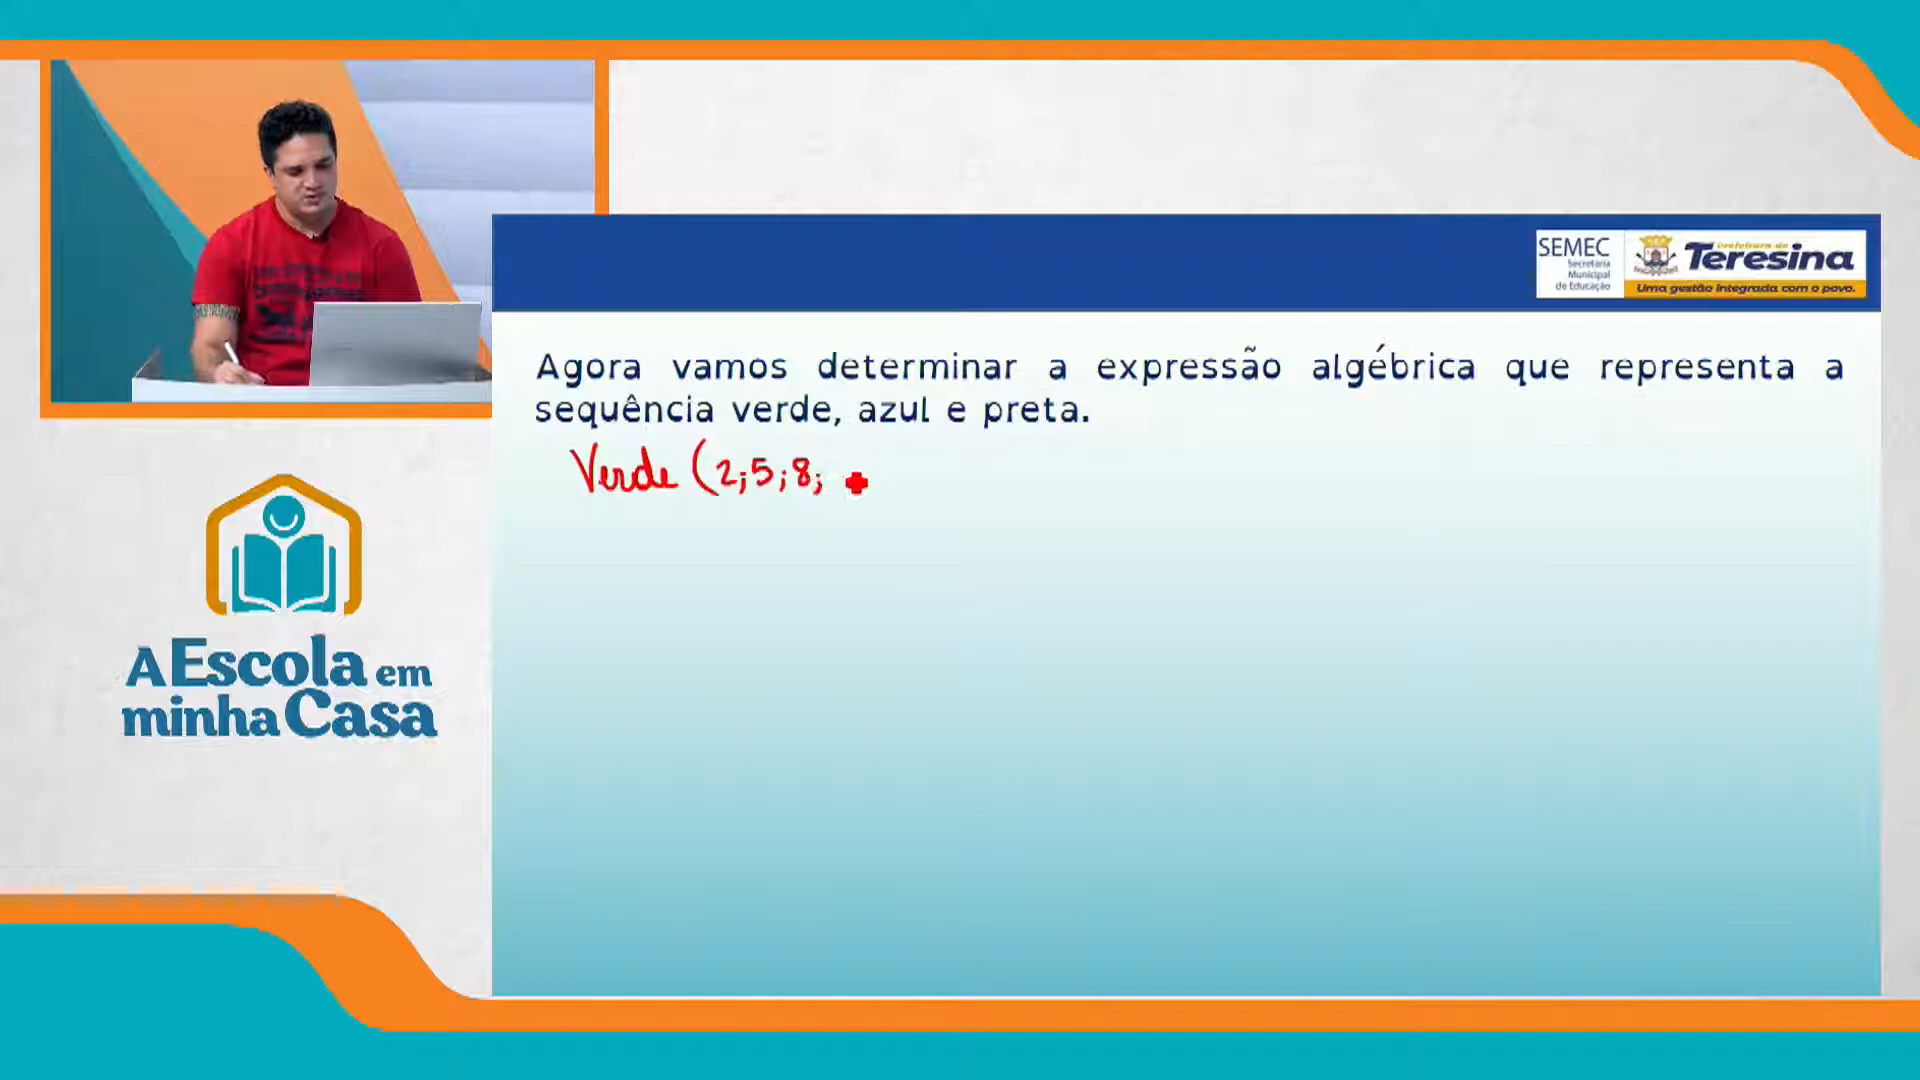 SEMEC
Secretaria
Municipal
de Educação
Prefeitura de
Teresina
Uma gestão integrada com o povo.
Agora vamos determinar a expressão algébrica que representa a
sequência verde, azul e preta.
Verde (2;5;8;
A Escola em
minha Casa